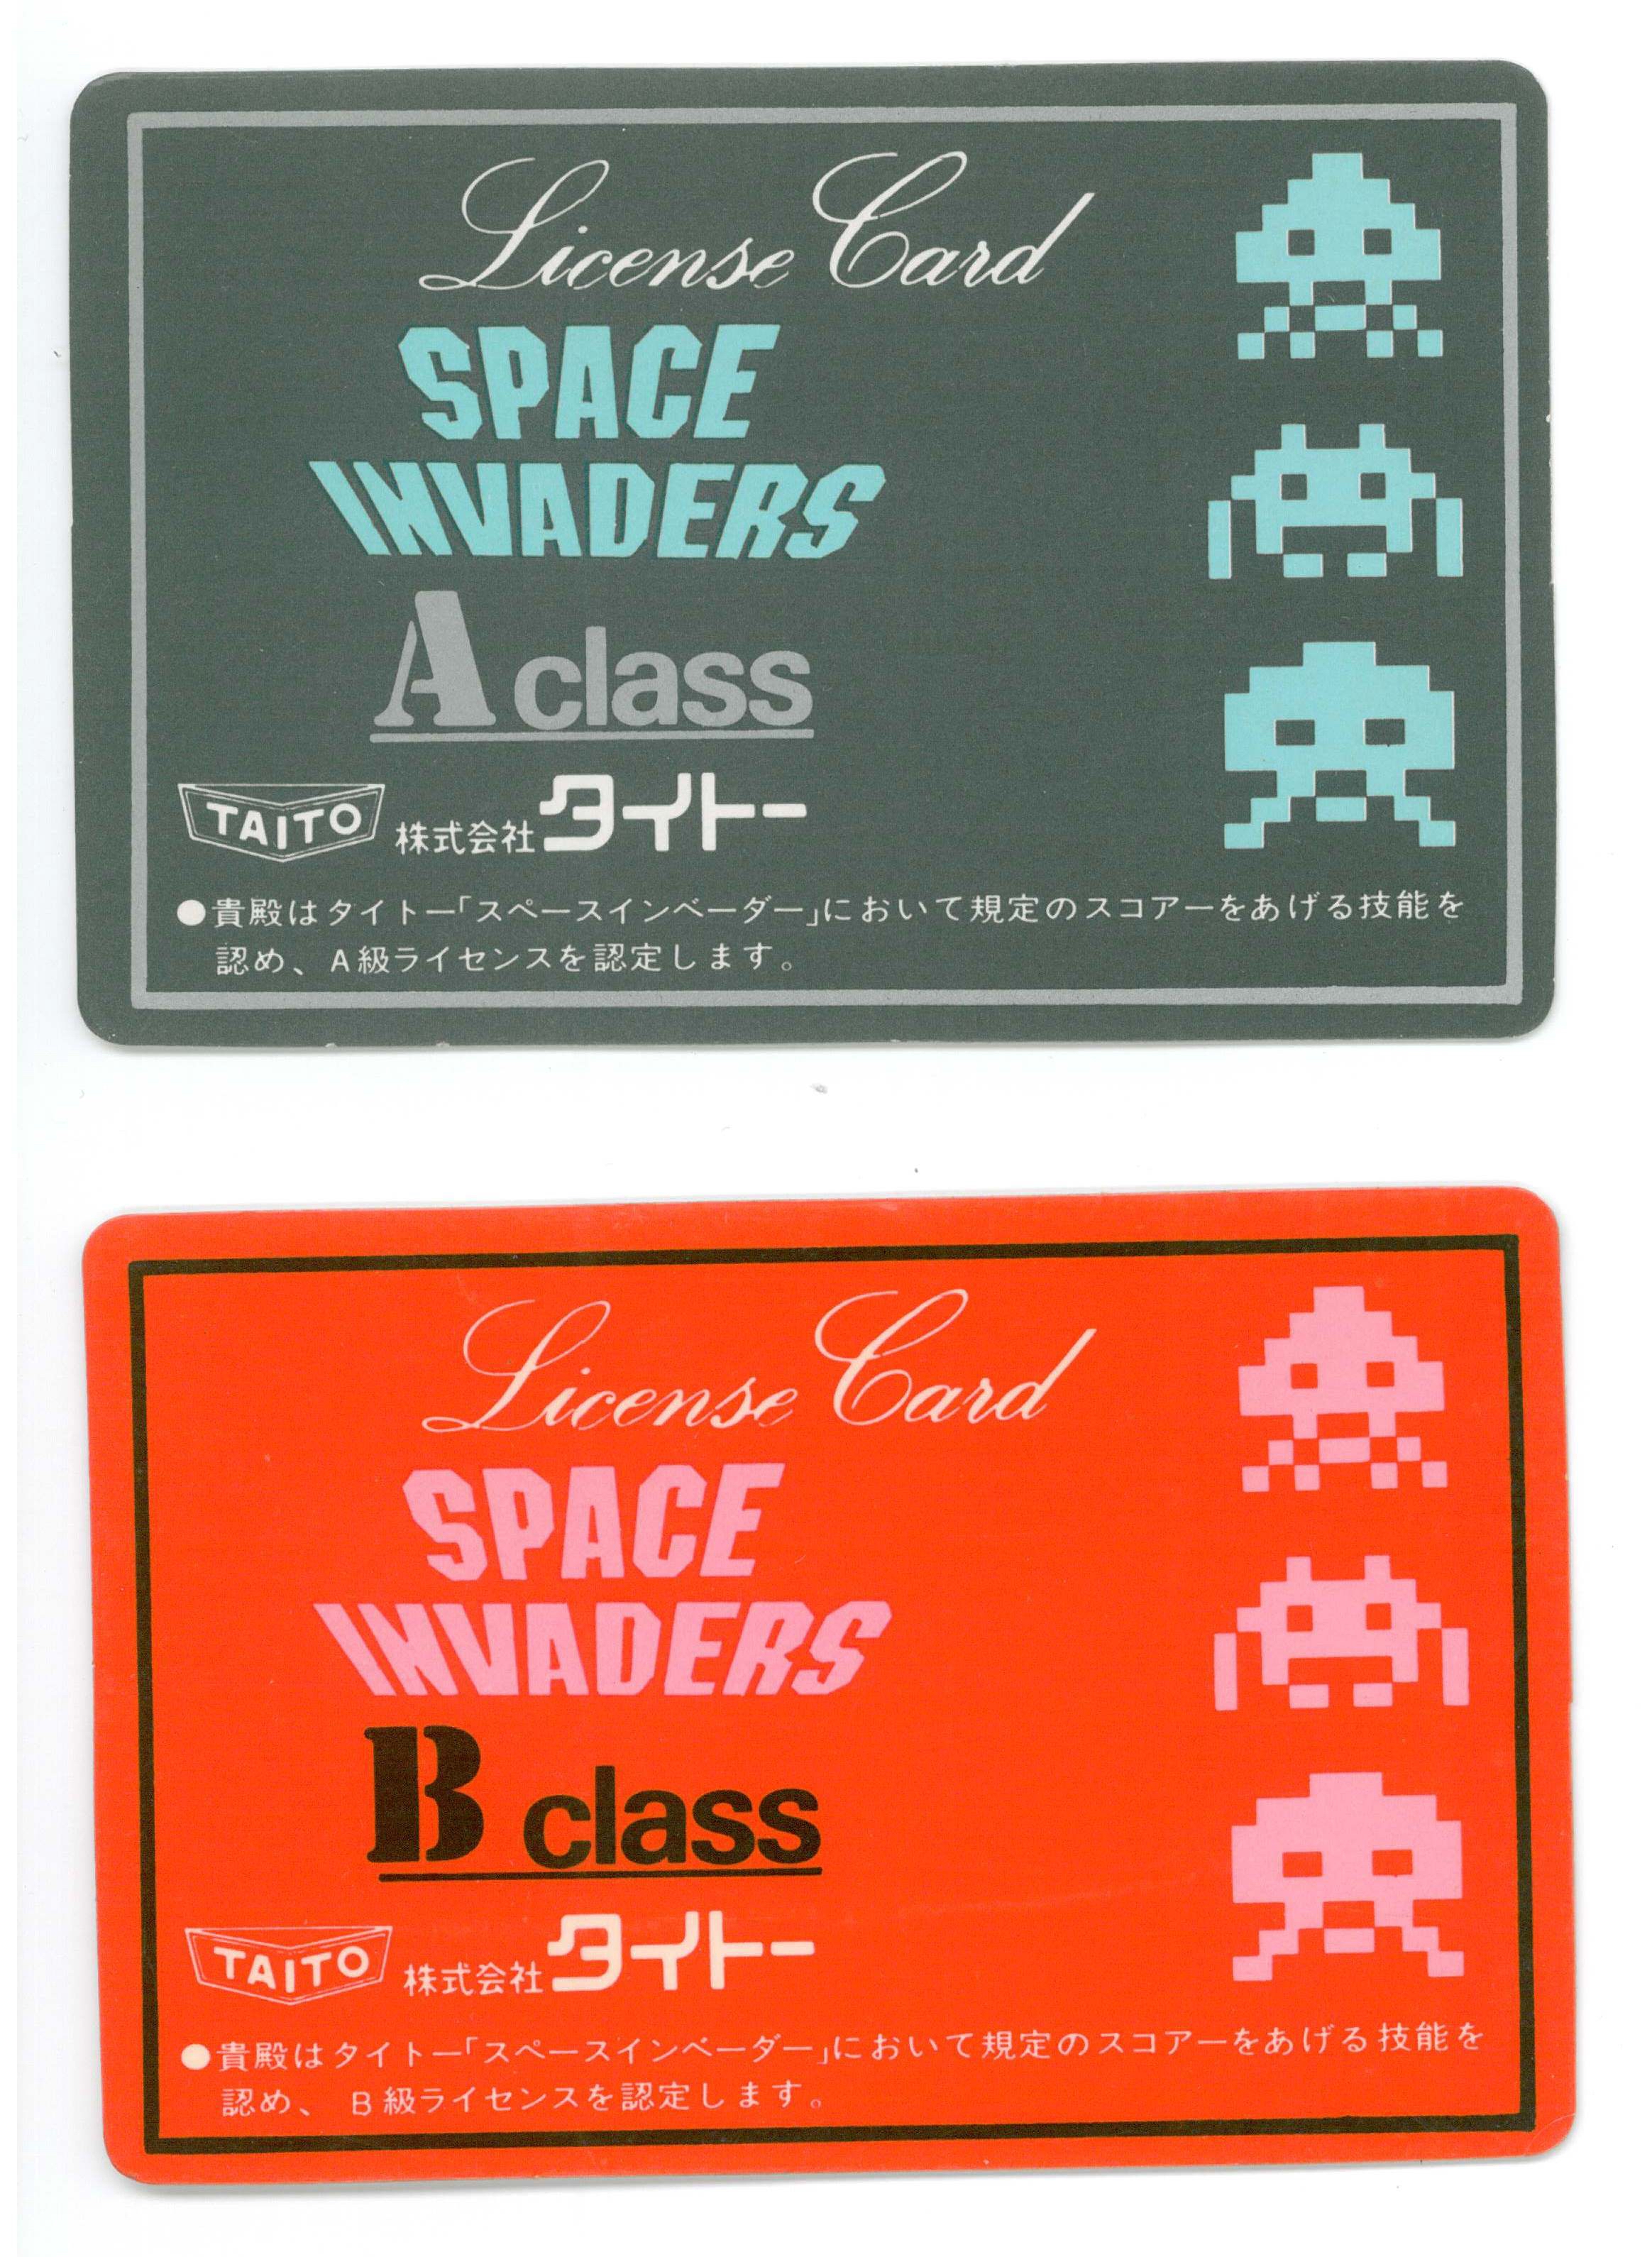 License Card
SPACE
INVADERS
A class
TAITO 株式会社 タイトー
●貴殿はタイトー「スペースインベーダー」において規定のスコアーをあげる技能を
認め、A級ライセンスを認定します。
License Card
SPACE
INVADERS
B class
TAITO 株式会社 タイトー
●貴殿はタイトー「スペースインベーダー」において規定のスコアーをあげる技能を
認め、B級ライセンスを認定します。